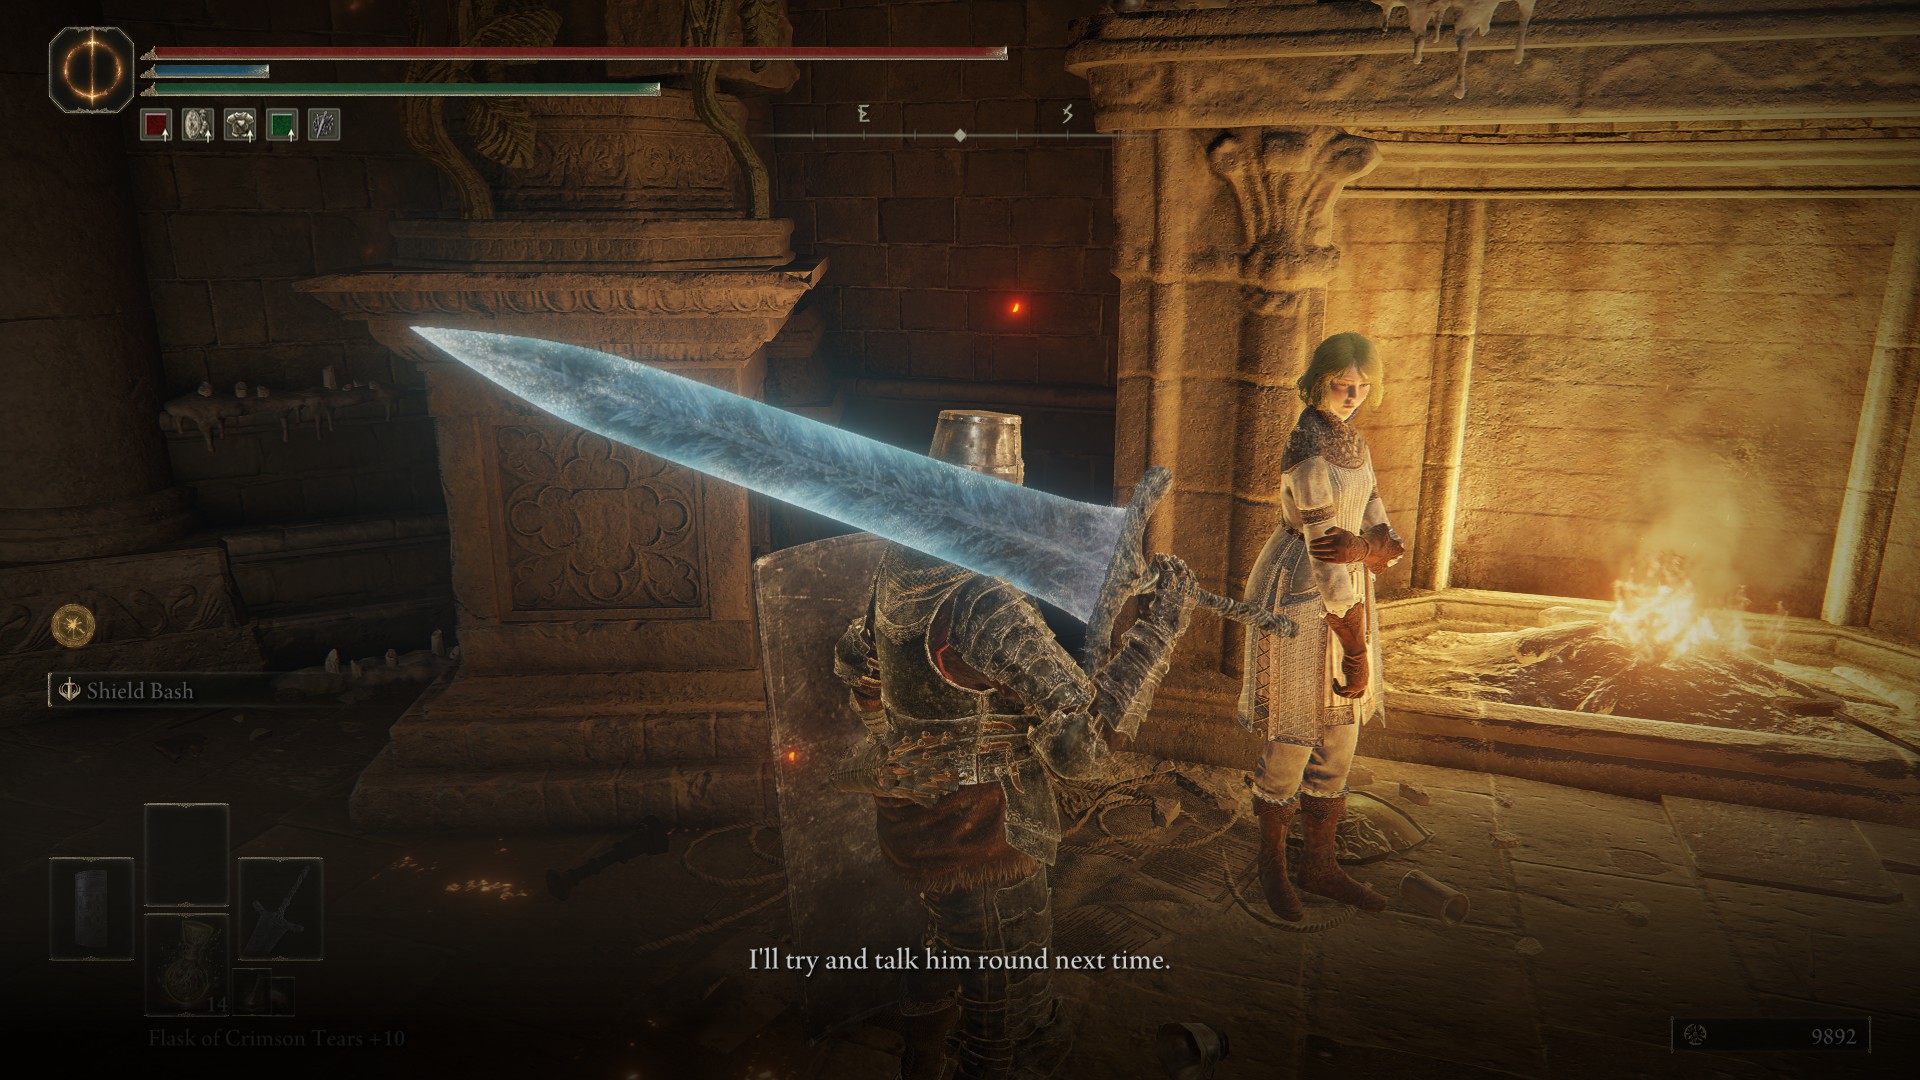 E
S
Shield Bash
I'll try and talk him round next time.
14
Flask of Crimson Tears +10
9892